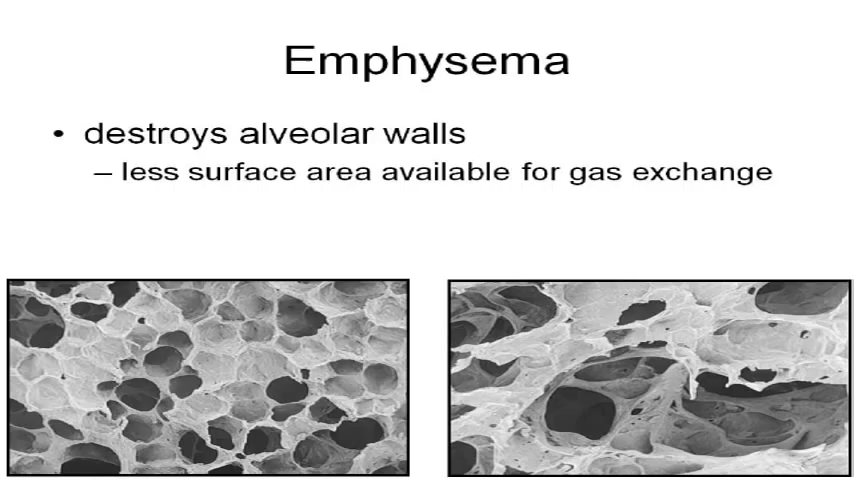 Emphysema
• destroys alveolar walls
– less surface area available for gas exchange